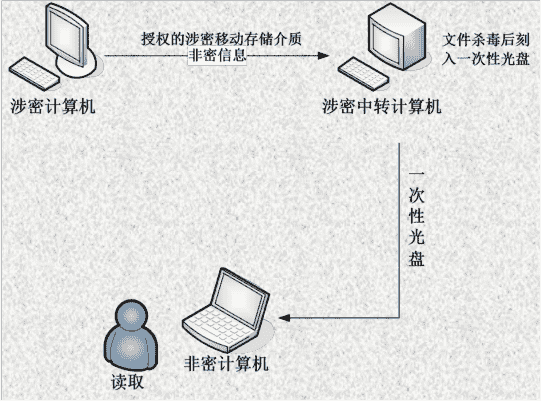 授权的涉密移动存储介质
非密信息
文件杀毒后刻
入一次性光盘
涉密计算机
涉密中转计算机
一次性光盘
非密计算机
读取